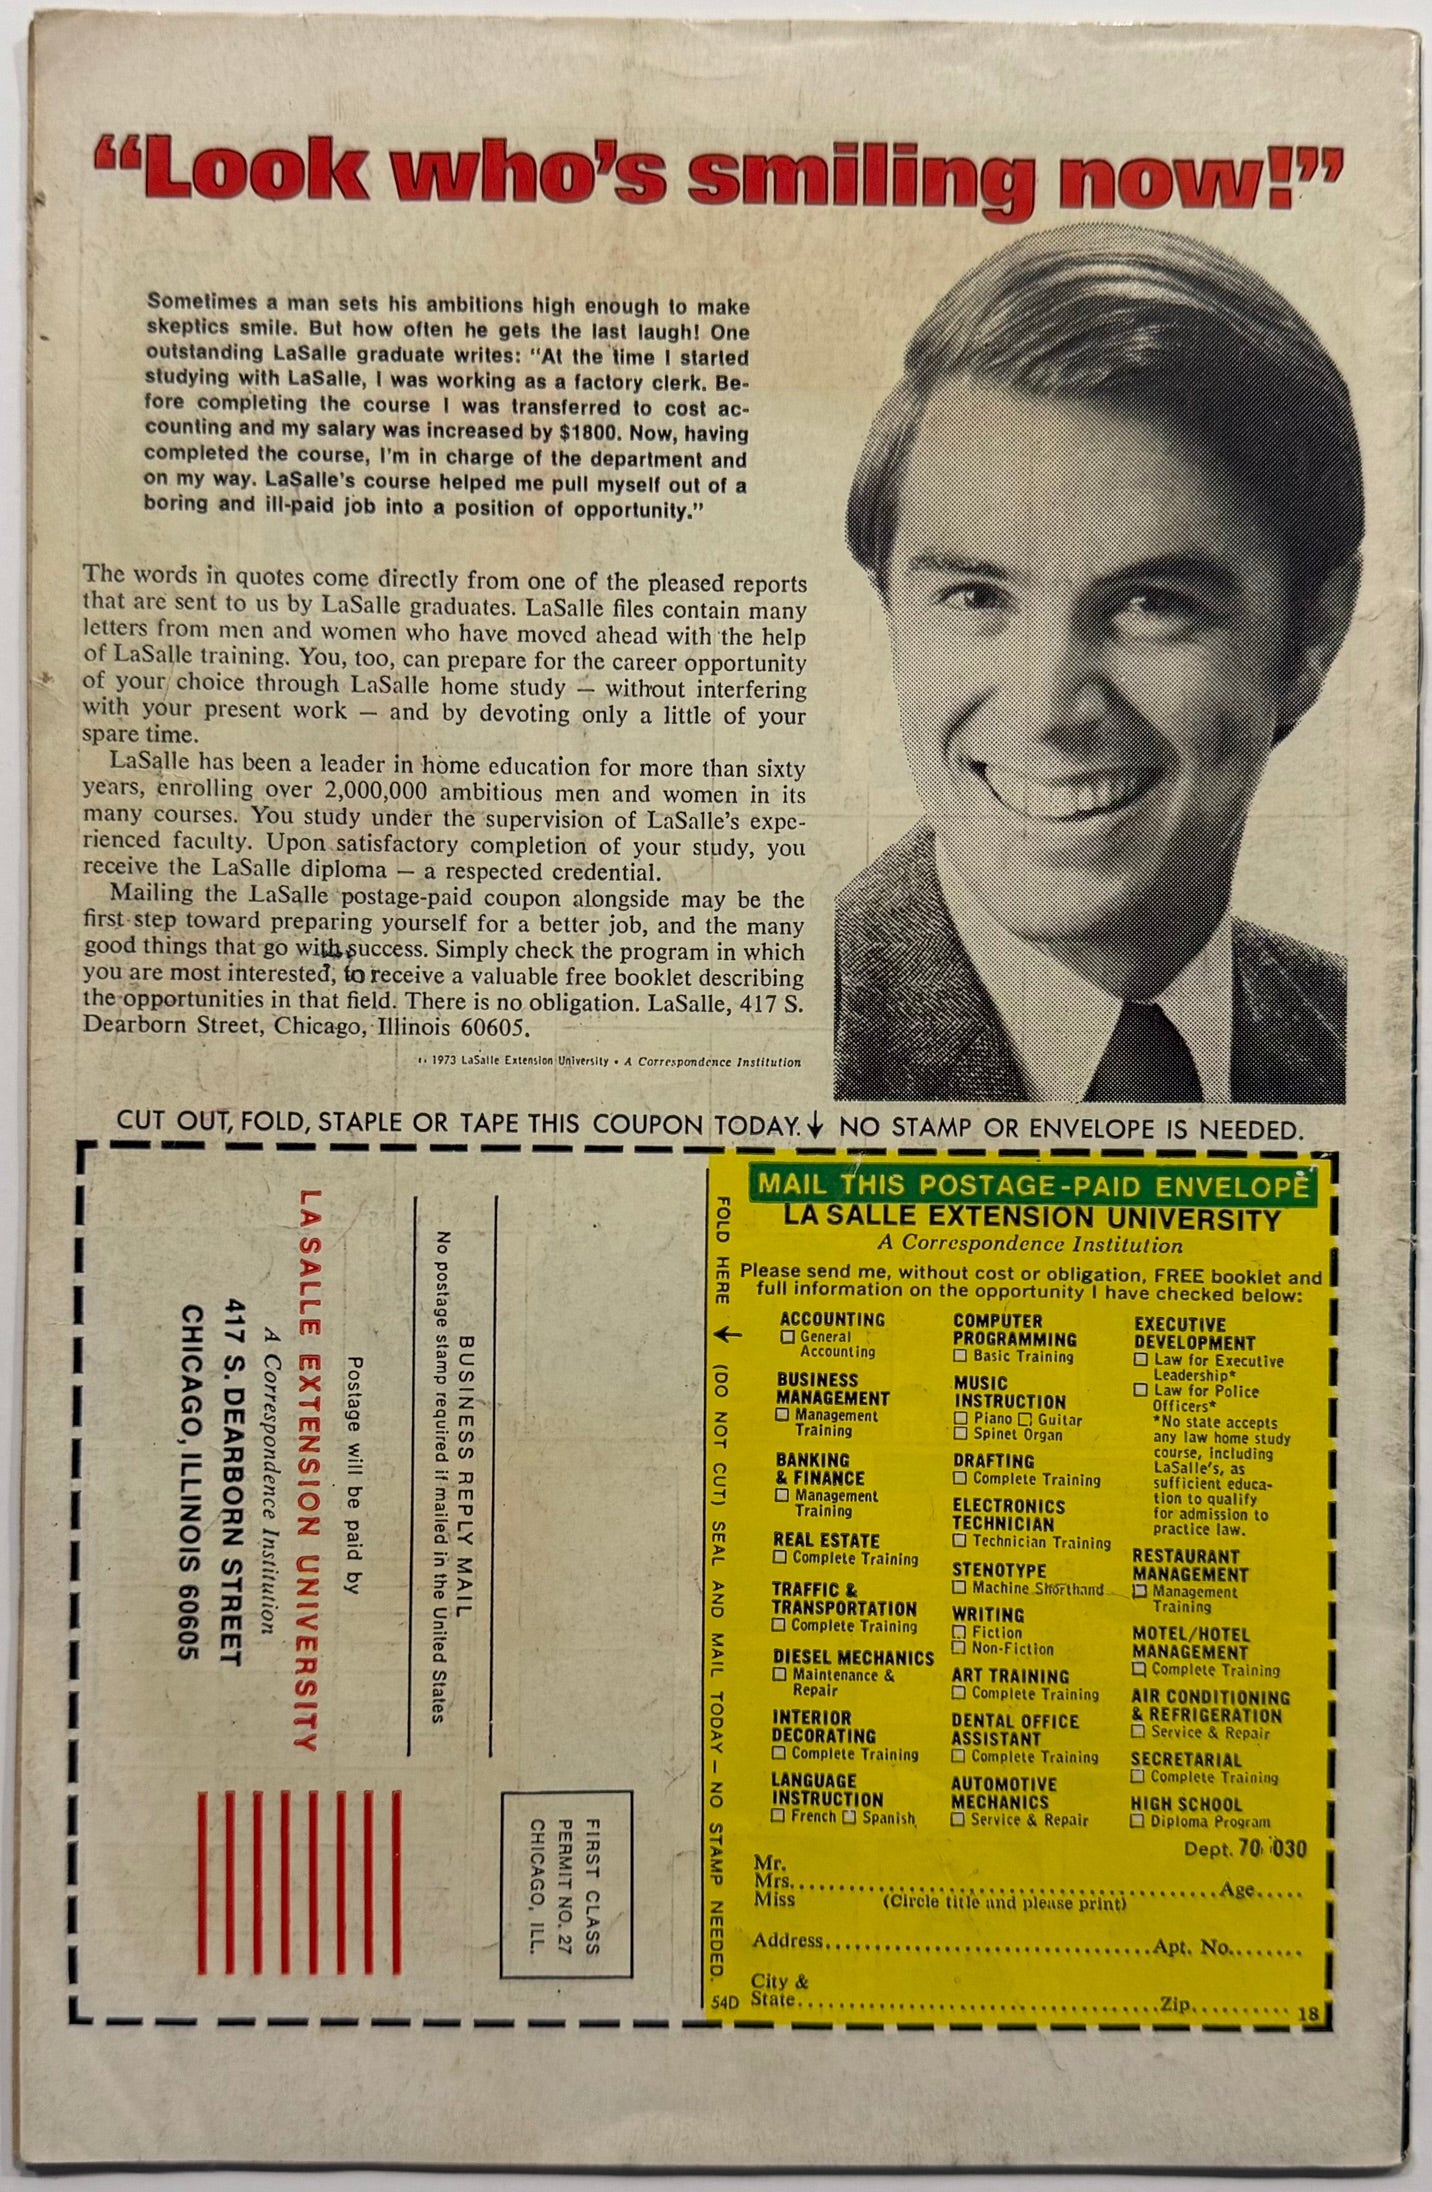 “Look who’s smiling now!”
Sometimes a man sets his ambitions high enough to make
skeptics smile. But how often he gets the last laugh! One
outstanding LaSalle graduate writes: “At the time I started
studying with LaSalle, I was working as a factory clerk. Be-
fore completing the course I was transferred to cost ac-
counting and my salary was increased by $1800. Now, having
completed the course, I’m in charge of the department and
on my way. LaSalle’s course helped me pull myself out of a
boring and ill-paid job into a position of opportunity.”
The words in quotes come directly from one of the pleased reports
that are sent to us by LaSalle graduates. LaSalle files contain many
letters from men and women who have moved ahead with the help
of LaSalle training. You, too, can prepare for the career opportunity
of your choice through LaSalle home study — without interfering
with your present work — and by devoting only a little of your
spare time.
LaSalle has been a leader in home education for more than sixty
years, enrolling over 2,000,000 ambitious men and women in its
many courses. You study under the supervision of LaSalle’s expe-
rienced faculty. Upon satisfactory completion of your study, you
receive the LaSalle diploma — a respected credential.
Mailing the LaSalle postage-paid coupon alongside may be the
first step toward preparing yourself for a better job, and the many
good things that go with success. Simply check the program in which
you are most interested, to receive a valuable free booklet describing
the opportunities in that field. There is no obligation. LaSalle, 417 S.
Dearborn Street, Chicago, Illinois 60605.
1973 LaSalle Extension University • A Correspondence Institution
CUT OUT, FOLD, STAPLE OR TAPE THIS COUPON TODAY.↓ NO STAMP OR ENVELOPE IS NEEDED.
FIRST CLASS
PERMIT NO. 27
CHICAGO, ILL.
BUSINESS REPLY MAIL
No postage stamp required if mailed in the United States
Postage will be paid by
LA SALLE EXTENSION UNIVERSITY
A Correspondence Institution
417 S. DEARBORN STREET
CHICAGO, ILLINOIS 60605
FOLD HERE ↓ (DO NOT CUT) SEAL AND MAIL TODAY — NO STAMP NEEDED.
54D
MAIL THIS POSTAGE-PAID ENVELOPE
LA SALLE EXTENSION UNIVERSITY
A Correspondence Institution
Please send me, without cost or obligation, FREE booklet and
full information on the opportunity I have checked below:
ACCOUNTING
☐ General
Accounting
BUSINESS
MANAGEMENT
☐ Management
Training
BANKING
& FINANCE
☐ Management
Training
REAL ESTATE
☐ Complete Training
TRAFFIC &
TRANSPORTATION
☐ Complete Training
DIESEL MECHANICS
☐ Maintenance &
Repair
INTERIOR
DECORATING
☐ Complete Training
LANGUAGE
INSTRUCTION
☐ French ☐ Spanish
COMPUTER
PROGRAMMING
☐ Basic Training
MUSIC
INSTRUCTION
☐ Piano ☐ Guitar
☐ Spinet Organ
DRAFTING
☐ Complete Training
ELECTRONICS
TECHNICIAN
☐ Technician Training
STENOTYPE
☐ Machine Shorthand
WRITING
☐ Fiction
☐ Non-Fiction
ART TRAINING
☐ Complete Training
DENTAL OFFICE
ASSISTANT
☐ Complete Training
AUTOMOTIVE
MECHANICS
☐ Service & Repair
EXECUTIVE
DEVELOPMENT
☐ Law for Executive
Leadership*
☐ Law for Police
Officers*
*No state accepts
any law home study
course, including
LaSalle’s, as
sufficient educa-
tion to qualify
for admission to
practice law.
RESTAURANT
MANAGEMENT
☐ Management
Training
MOTEL/HOTEL
MANAGEMENT
☐ Complete Training
AIR CONDITIONING
& REFRIGERATION
☐ Service & Repair
SECRETARIAL
☐ Complete Training
HIGH SCHOOL
☐ Diploma Program
Dept. 70 030
Mr.
Mrs. Age
Miss (Circle title and please print)
Address Apt. No.
City &
State Zip
18